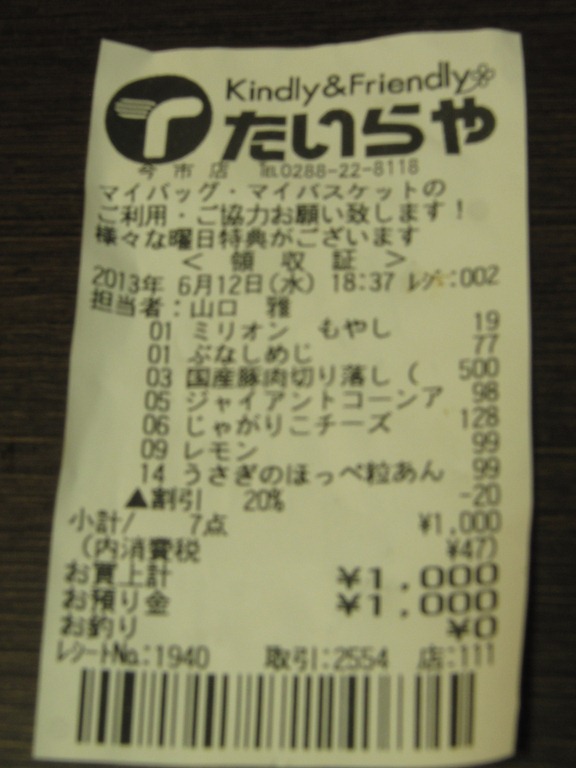 Kindly&Friendly
たいらや
今市店 TEL0288-22-8118
マイバッグ・マイバスケットの
ご利用・ご協力お願い致します！
様々な曜日特典がございます
＜ 領 収 証 ＞
2013年 6月12日(水) 18:37 ﾚｼﾞ:002
担当者：山口 雅
01 ミリオン もやし 19
01 ぶなしめじ 77
03 国産豚肉切り落し( 500
05 ジャイアントコーンア 98
06 じゃがりこチーズ 128
09 レモン 99
14 うさぎのほっぺ粒あん 99
▲割引 20% -20
小計/ 7点 ¥1,000
(内消費税 ¥47)
お買上計 ¥1,000
お預り金 ¥1,000
お釣り ¥0
ﾚｼｰﾄNo.:1940 取引:2554 店:111